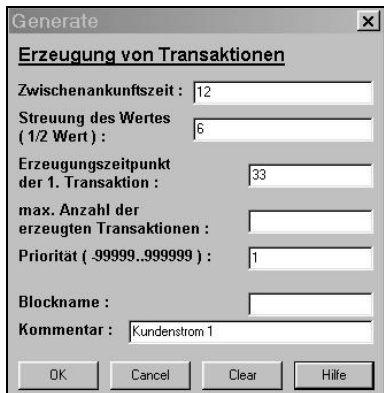 Generate
Erzeugung von Transaktionen
Zwischenankunftszeit : 12
Streuung des Wertes
( 1/2 Wert ) : 6
Erzeugungszeitpunkt
der 1. Transaktion : 33
max. Anzahl der
erzeugten Transaktionen :
Priorität ( -99999..999999 ) : 1
Blockname :
Kommentar : Kundenstrom 1
OK Cancel Clear Hilfe